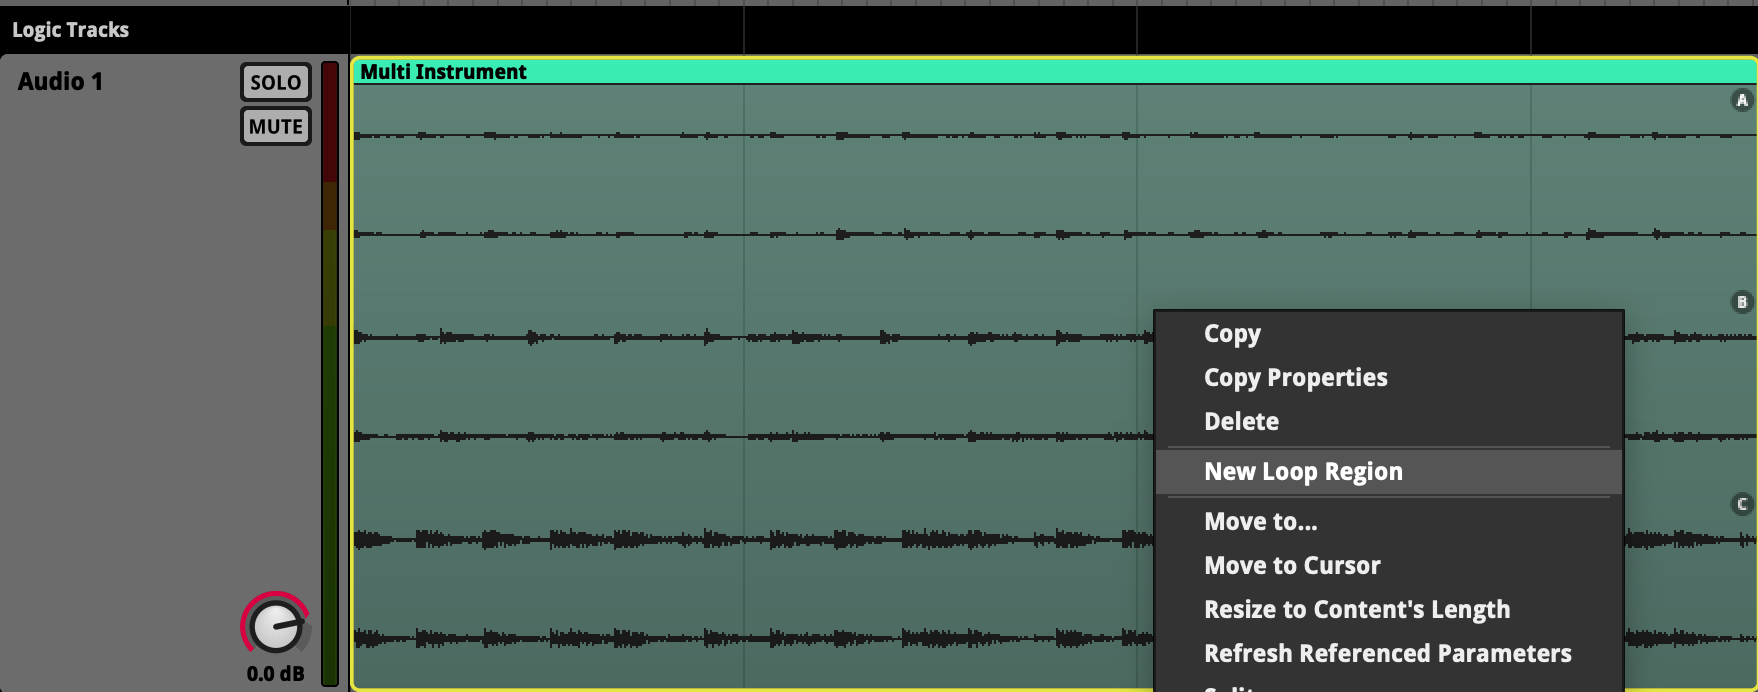 Logic Tracks
Audio 1
SOLO
MUTE
0.0 dB
Multi Instrument
A
B
C
Copy
Copy Properties
Delete
New Loop Region
Move to...
Move to Cursor
Resize to Content's Length
Refresh Referenced Parameters